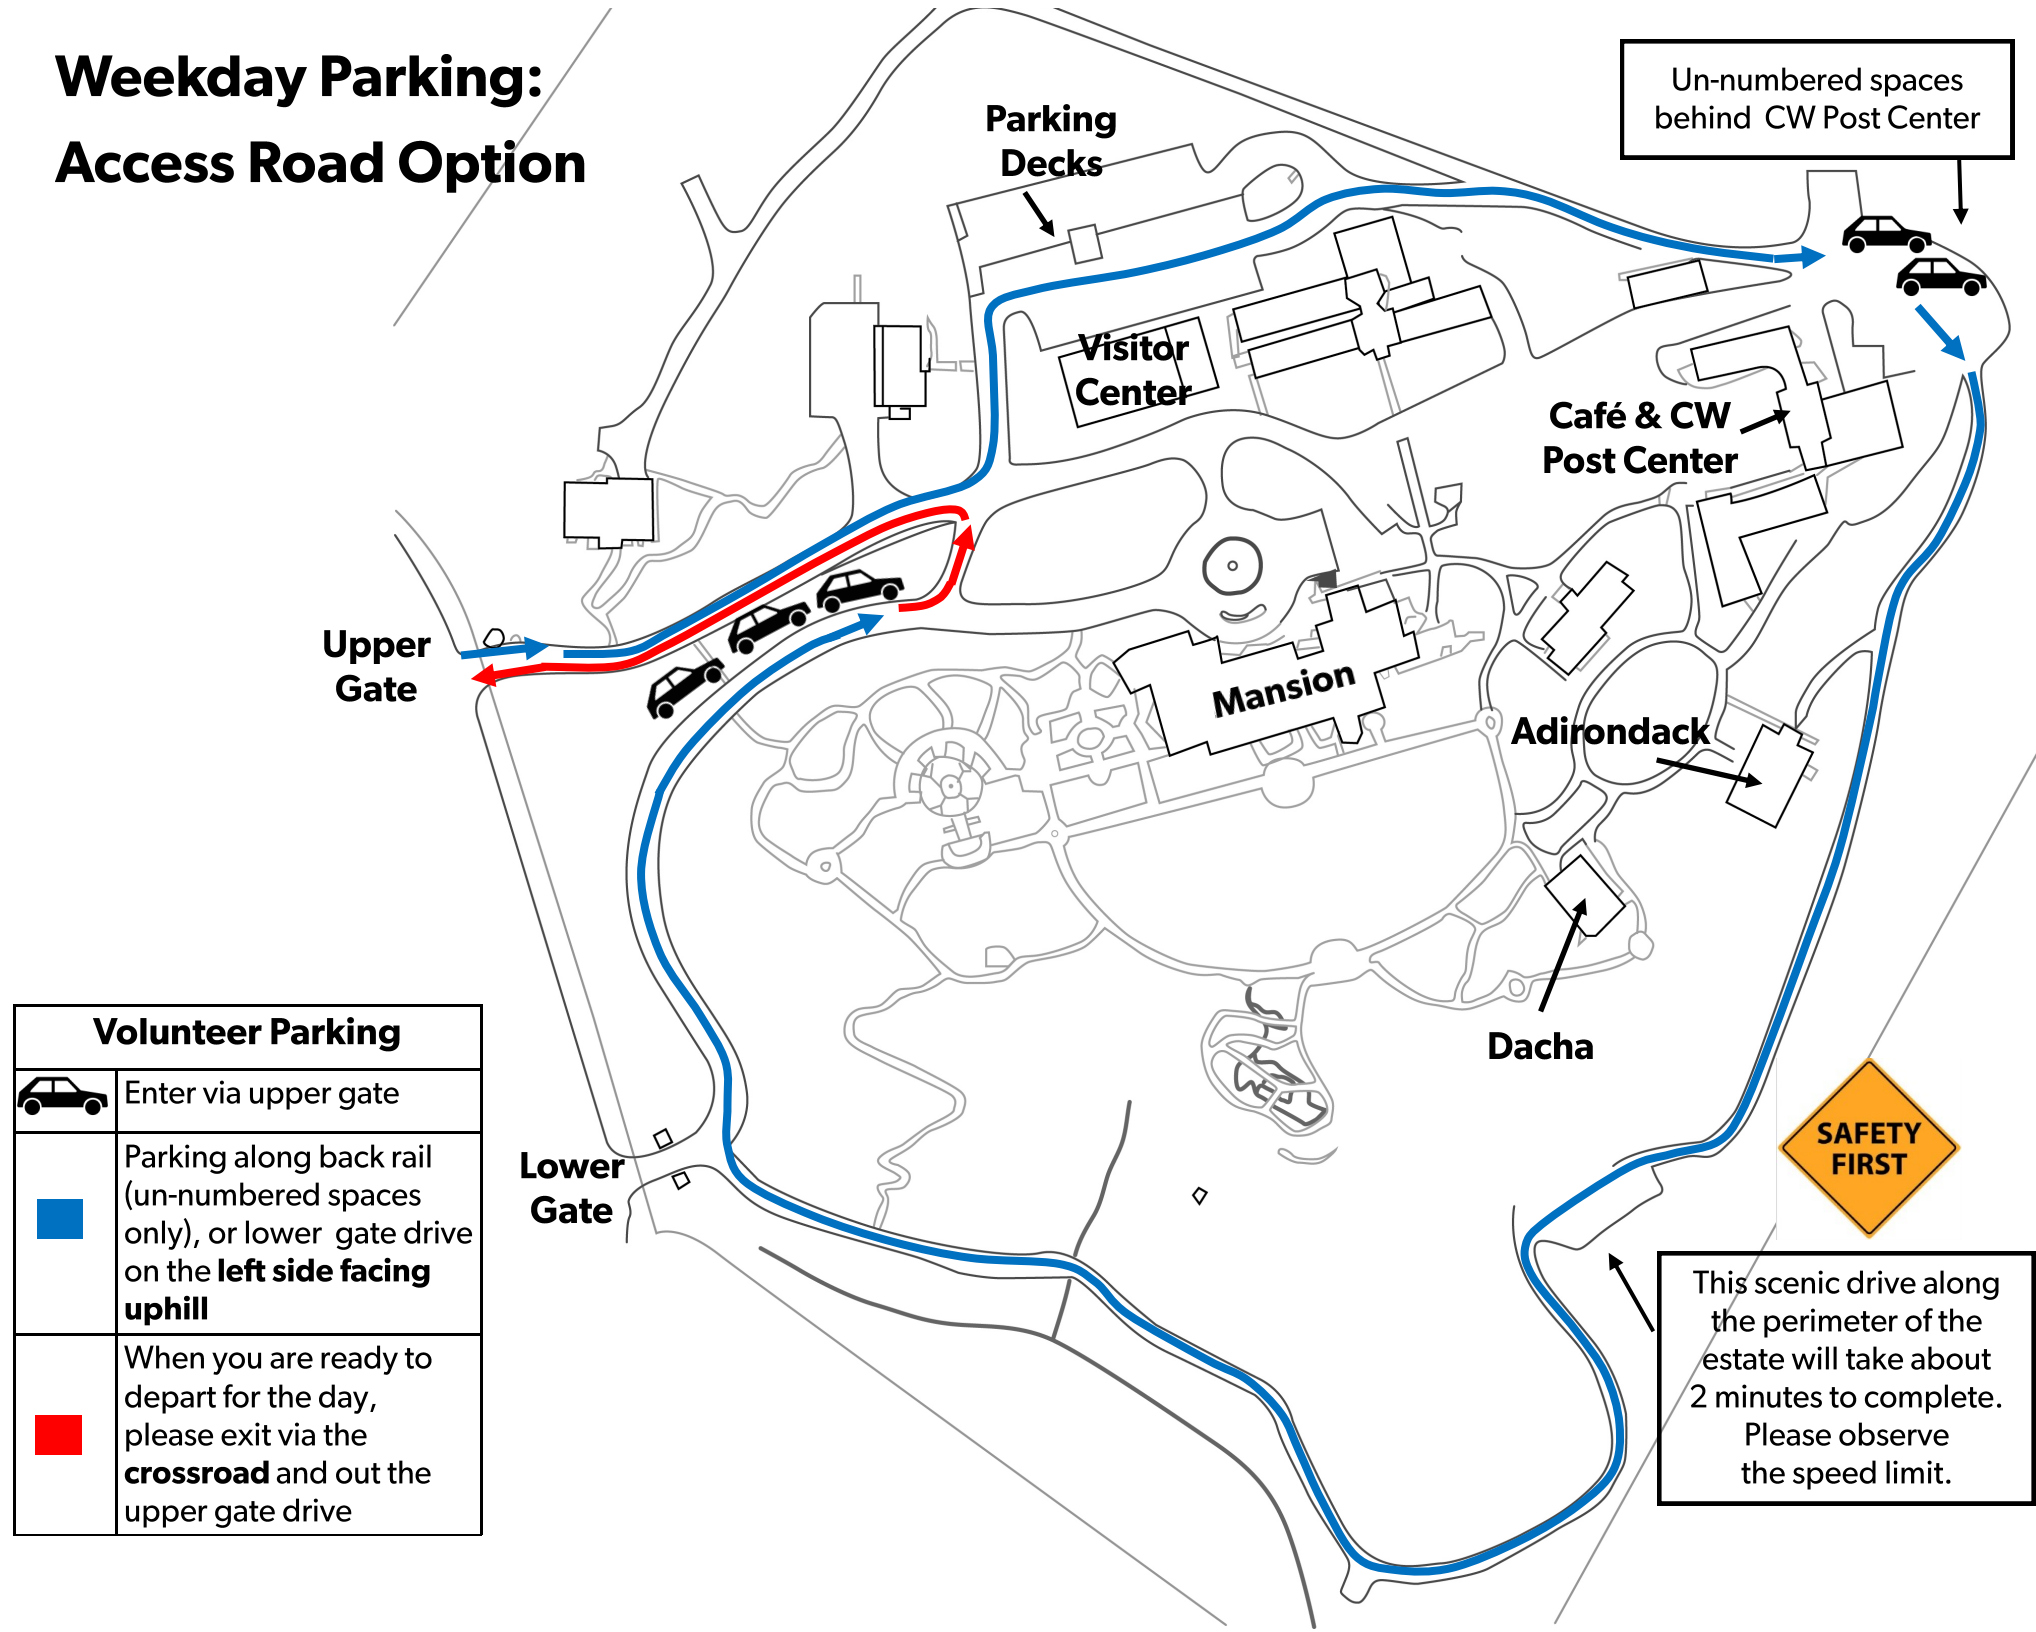 Weekday Parking:
Access Road Option
Parking
Decks
Un-numbered spaces
behind CW Post Center
Visitor
Center
Café & CW
Post Center
Upper
Gate
Mansion
Adirondack
Dacha
Lower
Gate
Volunteer Parking
Enter via upper gate
Parking along back rail
(un-numbered spaces
only), or lower gate drive
on the left side facing
uphill
When you are ready to
depart for the day,
please exit via the
crossroad and out the
upper gate drive
SAFETY
FIRST
This scenic drive along
the perimeter of the
estate will take about
2 minutes to complete.
Please observe
the speed limit.